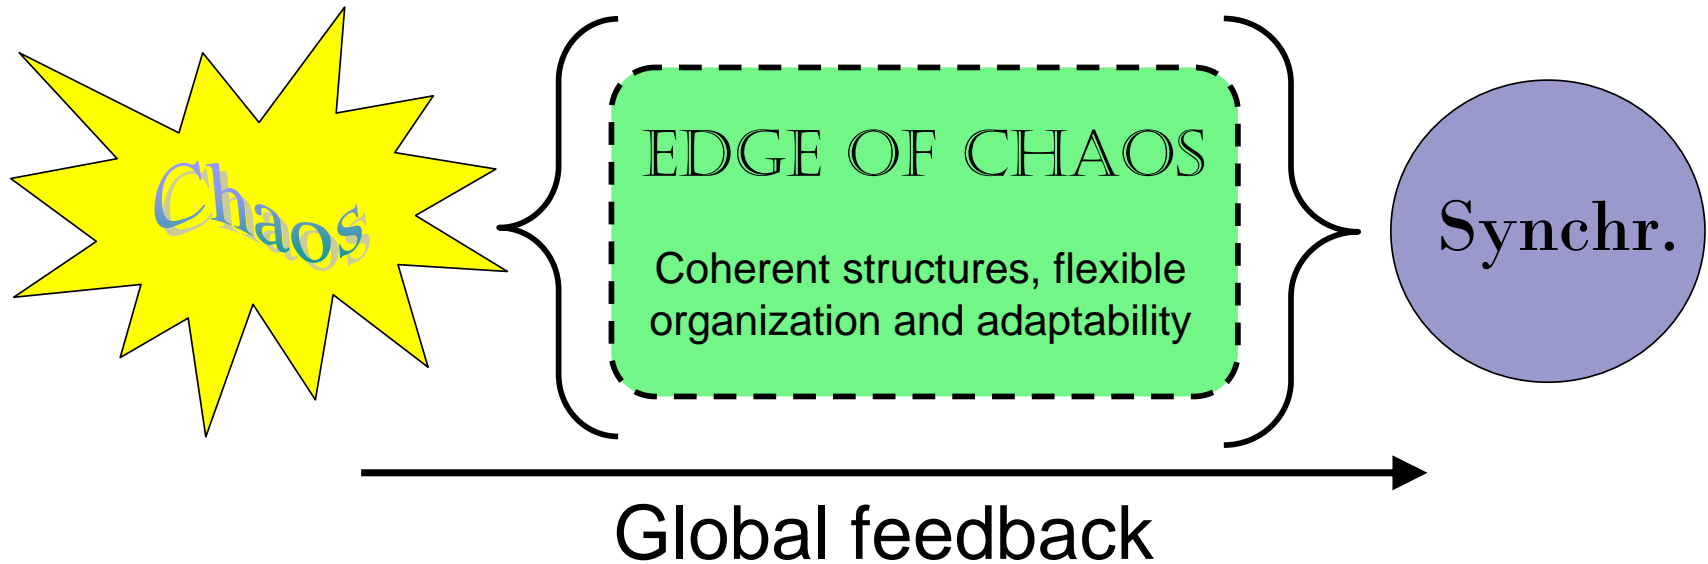 Chaos
EDGE OF CHAOS
Coherent structures, flexible
organization and adaptability
Synchr.
Global feedback